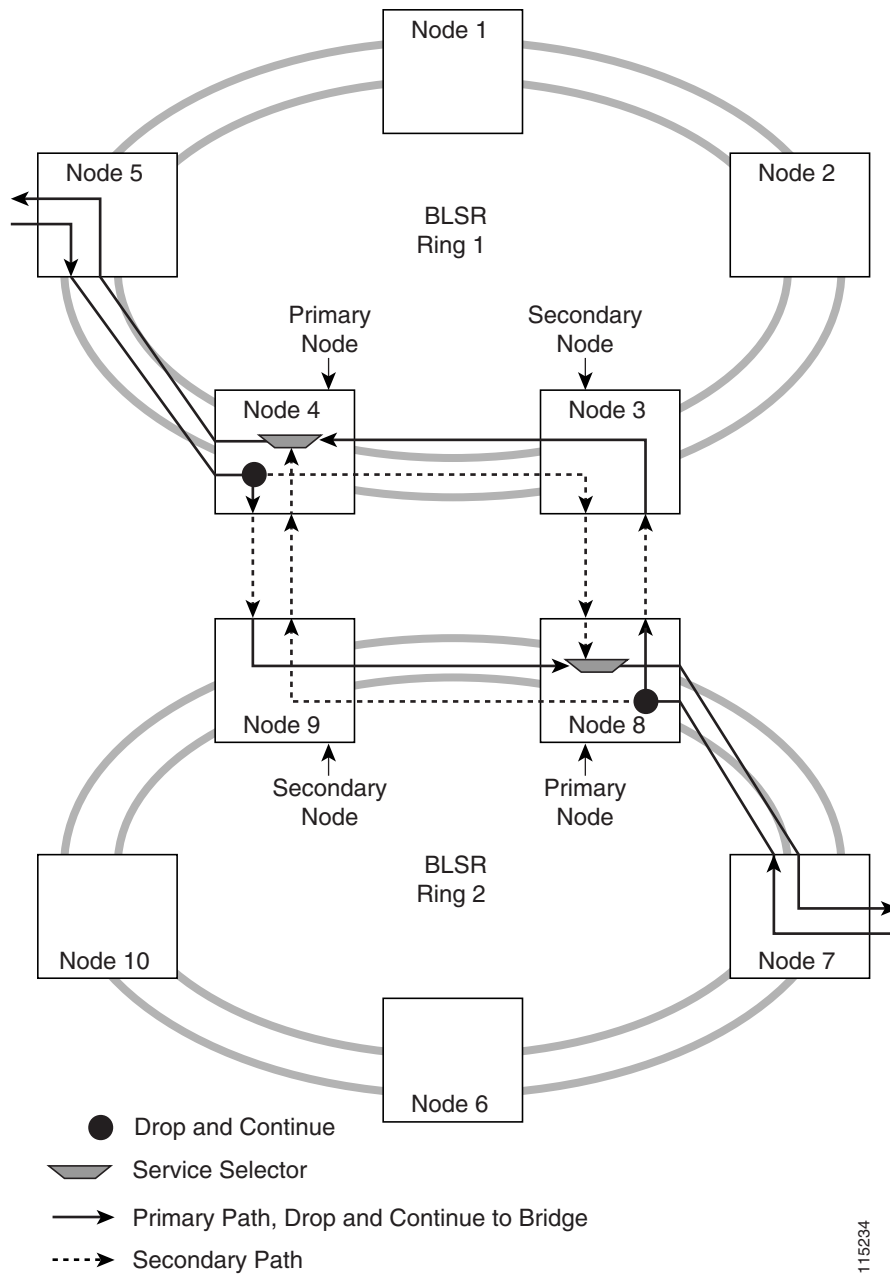 Node 1
Node 5
Node 2
BLSR
Ring 1
Primary
Node
Secondary
Node
Node 4
Node 3
Node 9
Node 8
Secondary
Node
Primary
Node
BLSR
Ring 2
Node 10
Node 7
Node 6
Drop and Continue
Service Selector
Primary Path, Drop and Continue to Bridge
Secondary Path
115234